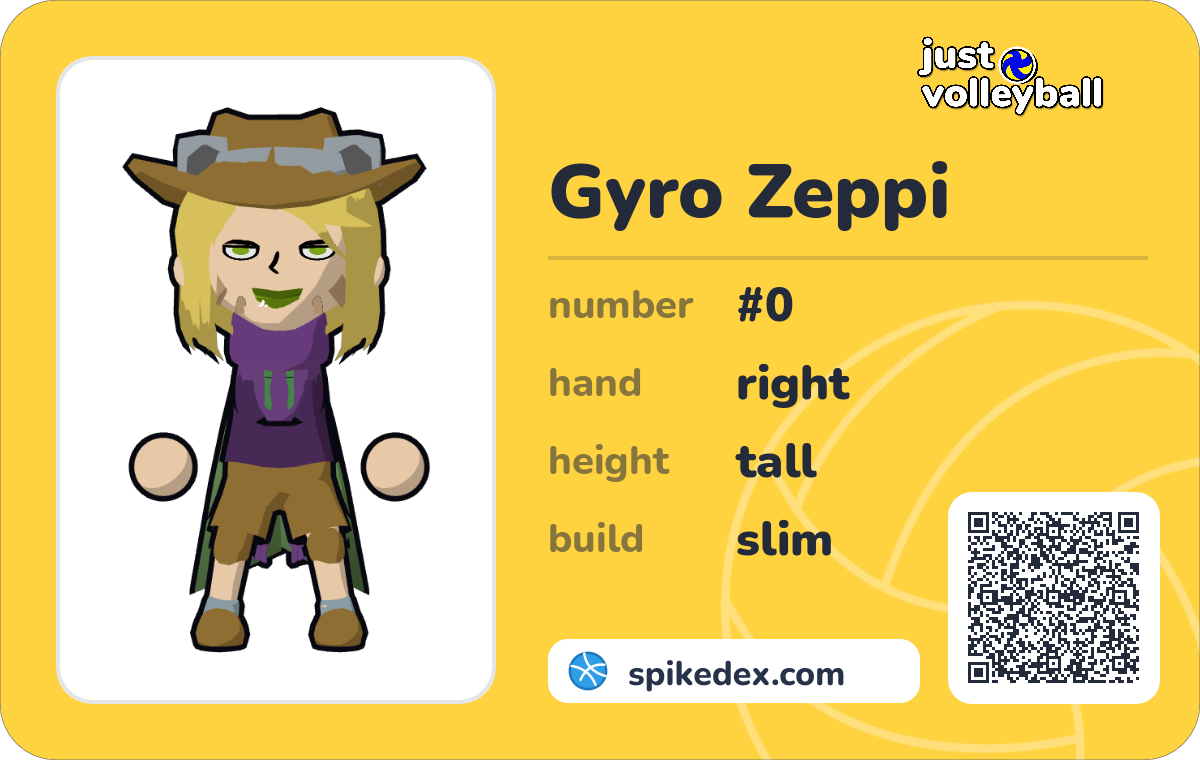 just
volleyball
Gyro Zeppi
number #0
hand right
height tall
build slim
spikedex.com